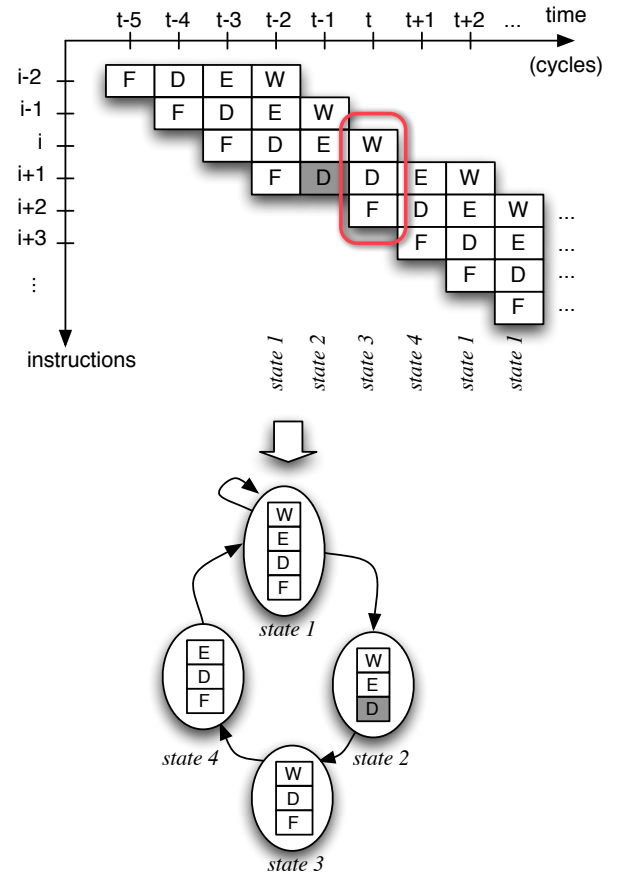 t-5 t-4 t-3 t-2 t-1 t t+1 t+2 ... time
(cycles)
i-2 F D E W
i-1 F D E W
i F D E W
i+1 F D D E W
i+2 F D E W ...
i+3 F D E ...
... F D ...
F ...
instructions
state 1 state 2 state 3 state 4 state 1 state 1
W
E
D
F
state 1
W
E
D
state 2
W
D
F
state 3
E
D
F
state 4